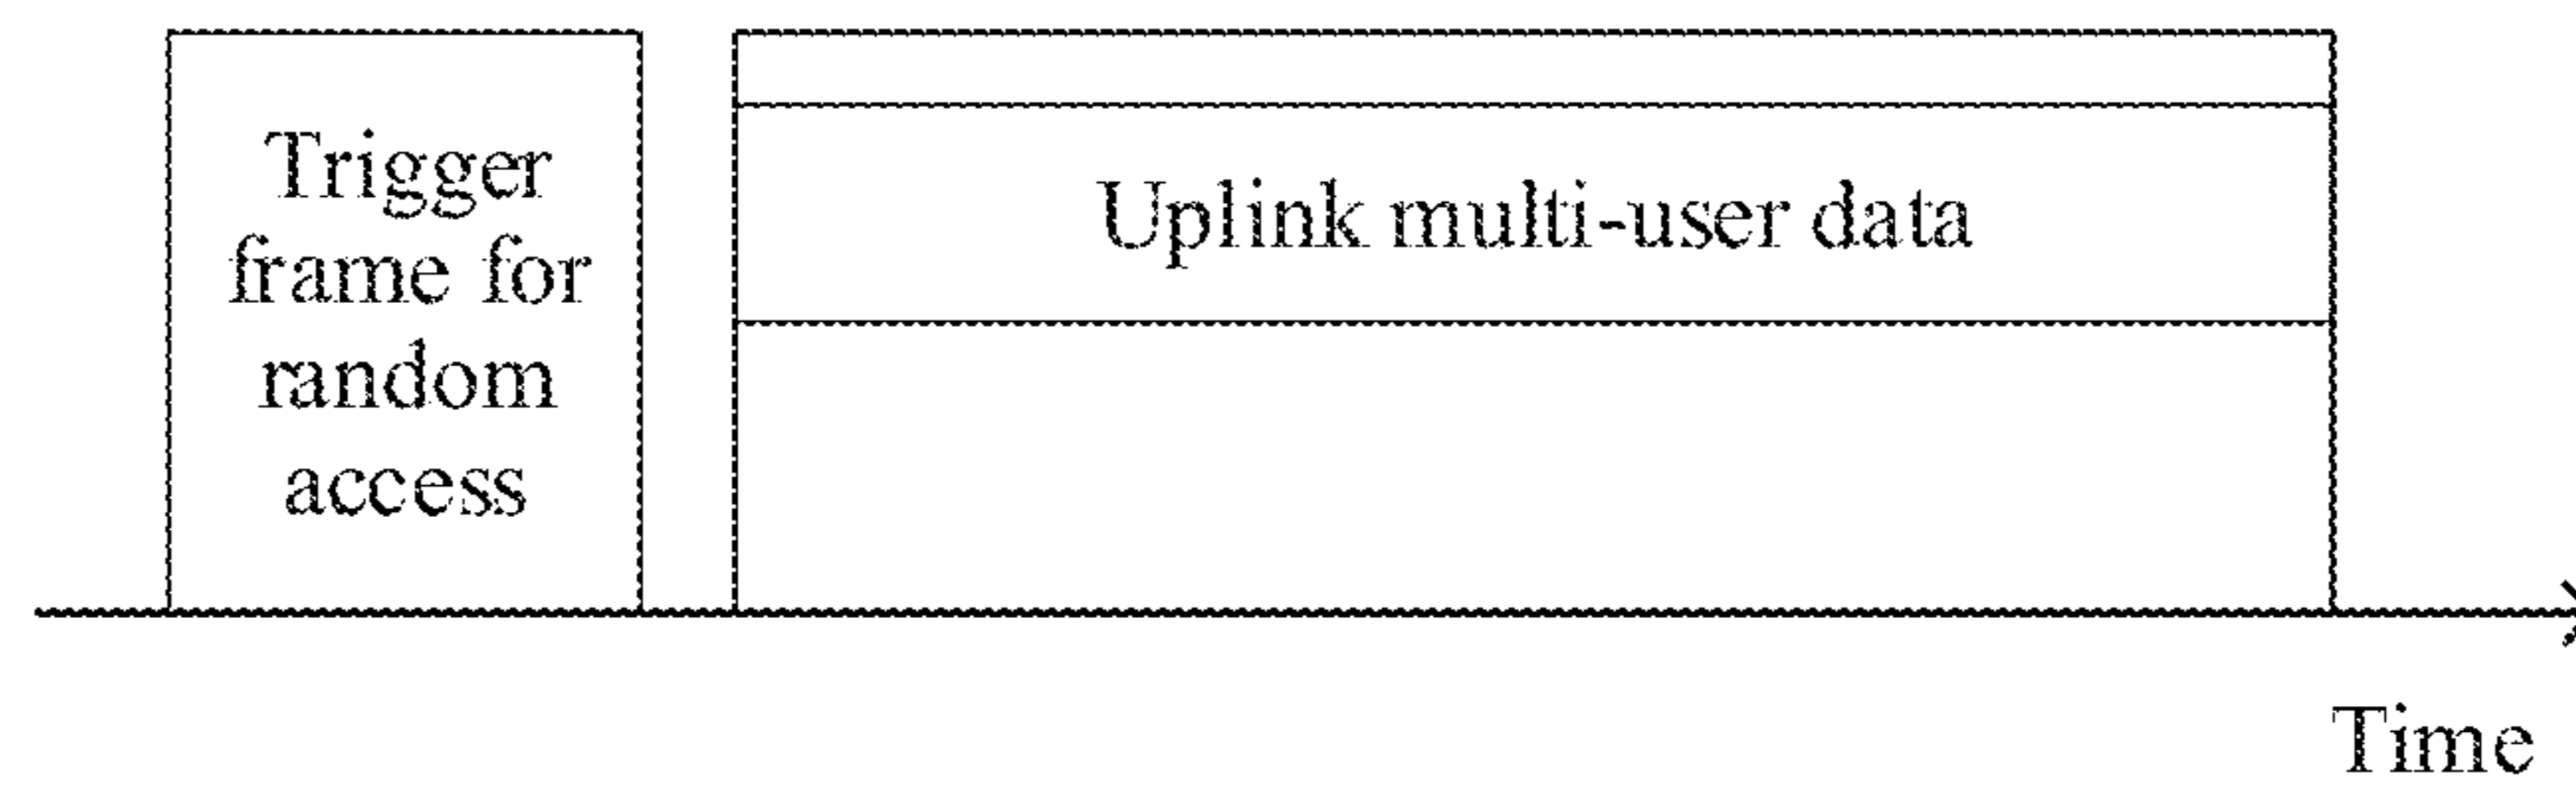 Trigger
frame for
random
access
Uplink multi-user data
Time